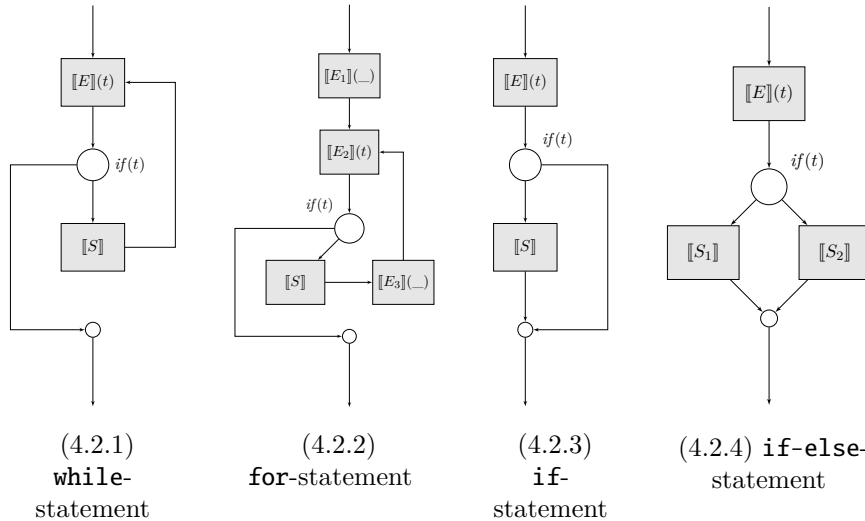 ⟦E⟧(t)
if(t)
⟦S⟧
(4.2.1)
while-
statement
⟦E₁⟧(_)
⟦E₂⟧(t)
if(t)
⟦S⟧
⟦E₃⟧(_)
(4.2.2)
for-statement
⟦E⟧(t)
if(t)
⟦S⟧
(4.2.3)
if-
statement
⟦E⟧(t)
if(t)
⟦S₁⟧
⟦S₂⟧
(4.2.4) if-else-
statement